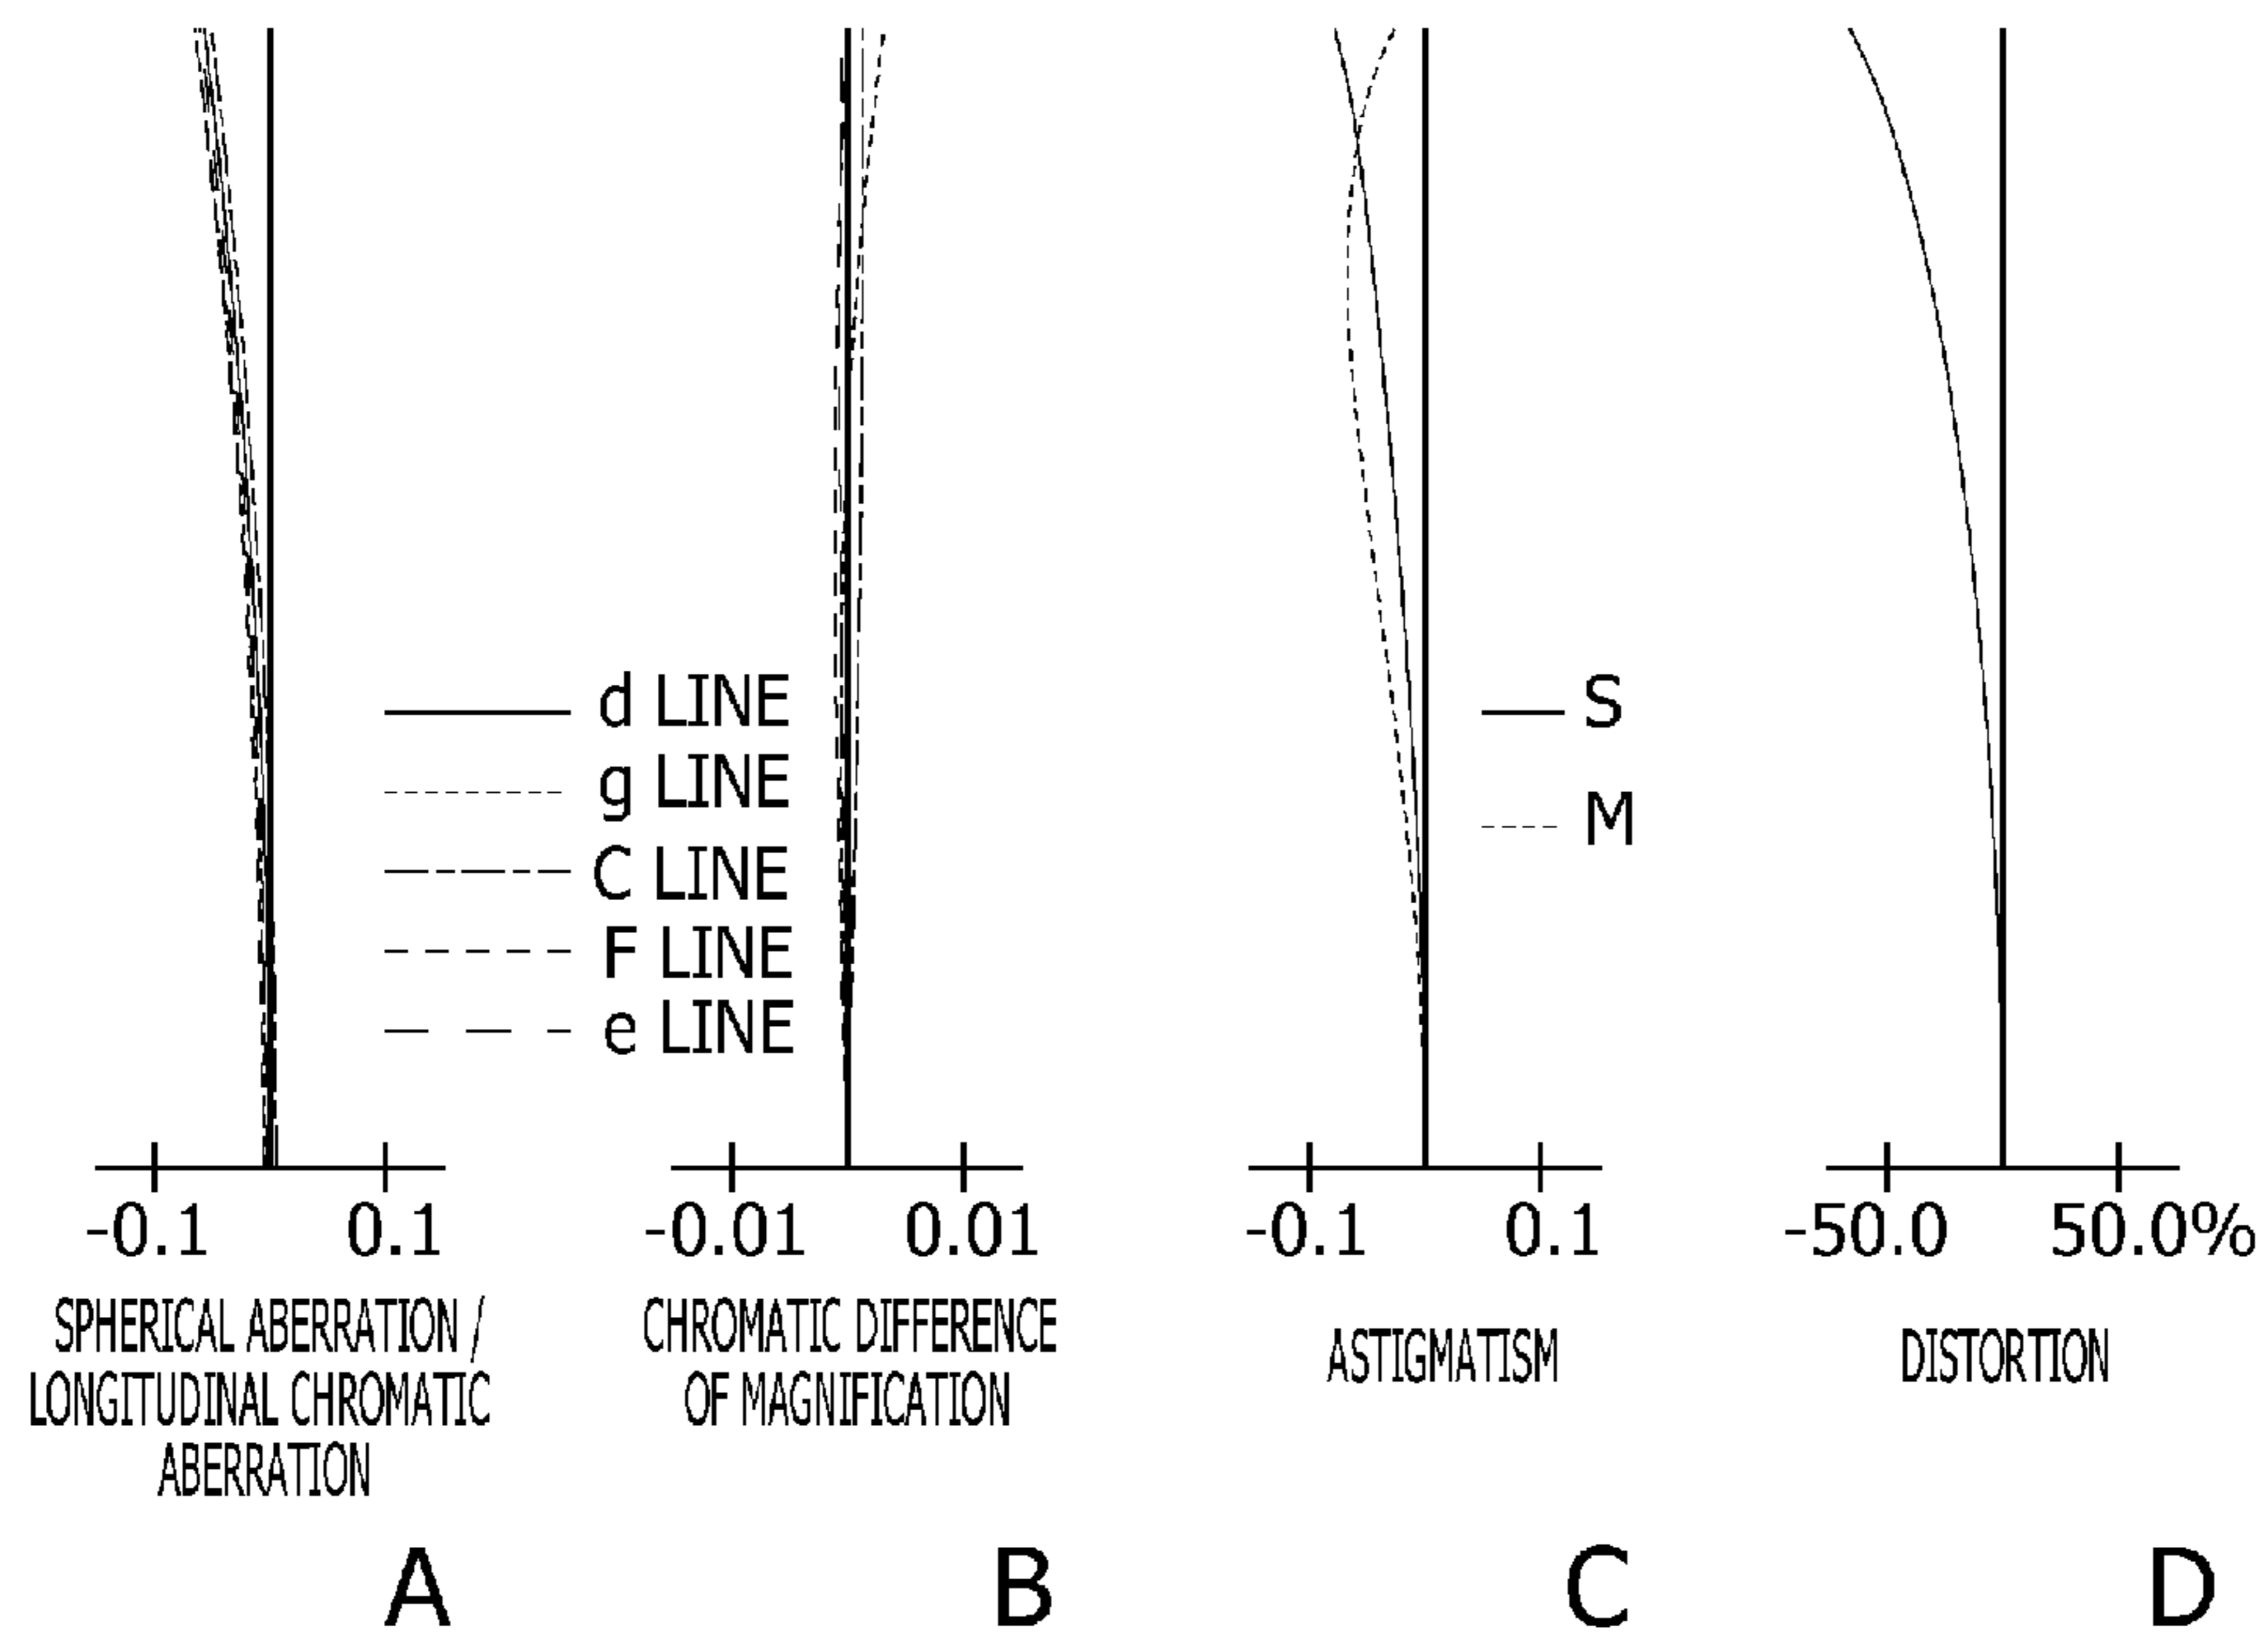 d LINE
g LINE
C LINE
F LINE
e LINE
S
M
-0.1 0.1
-0.01 0.01
-0.1 0.1
-50.0 50.0%
SPHERICAL ABERRATION /
LONGITUDINAL CHROMATIC
ABERRATION
CHROMATIC DIFFERENCE
OF MAGNIFICATION
ASTIGMATISM
DISTORTION
A
B
C
D